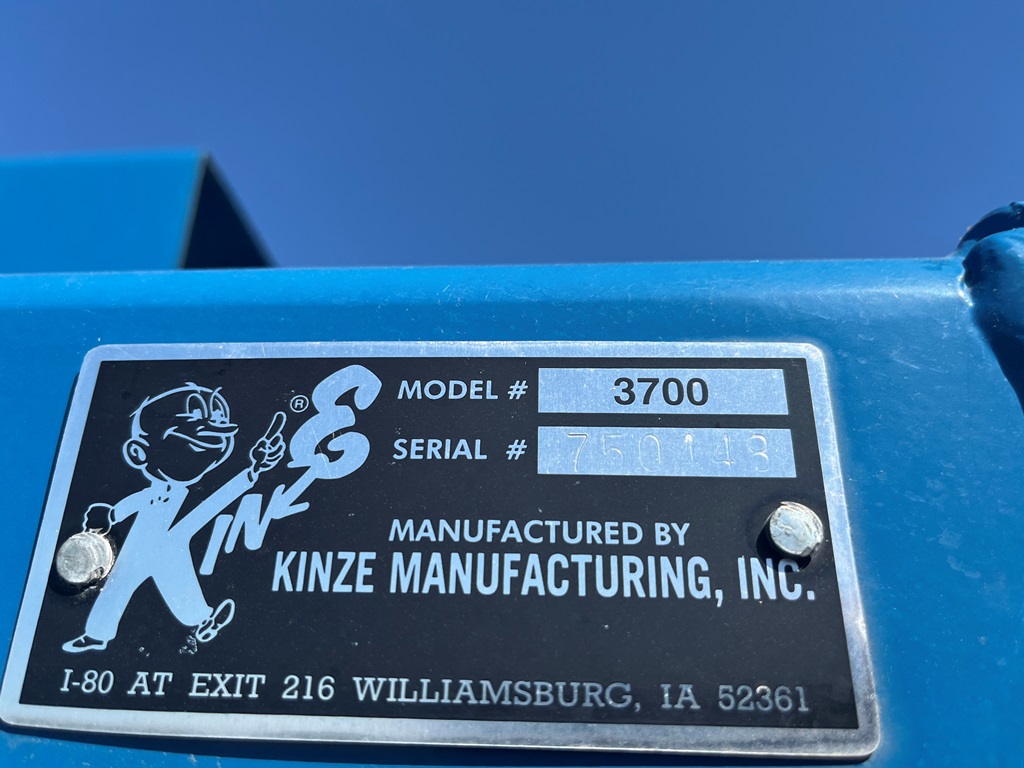 KINZE ®
MODEL # 3700
SERIAL # 750148
MANUFACTURED BY
KINZE MANUFACTURING, INC.
I-80 AT EXIT 216 WILLIAMSBURG, IA 52361